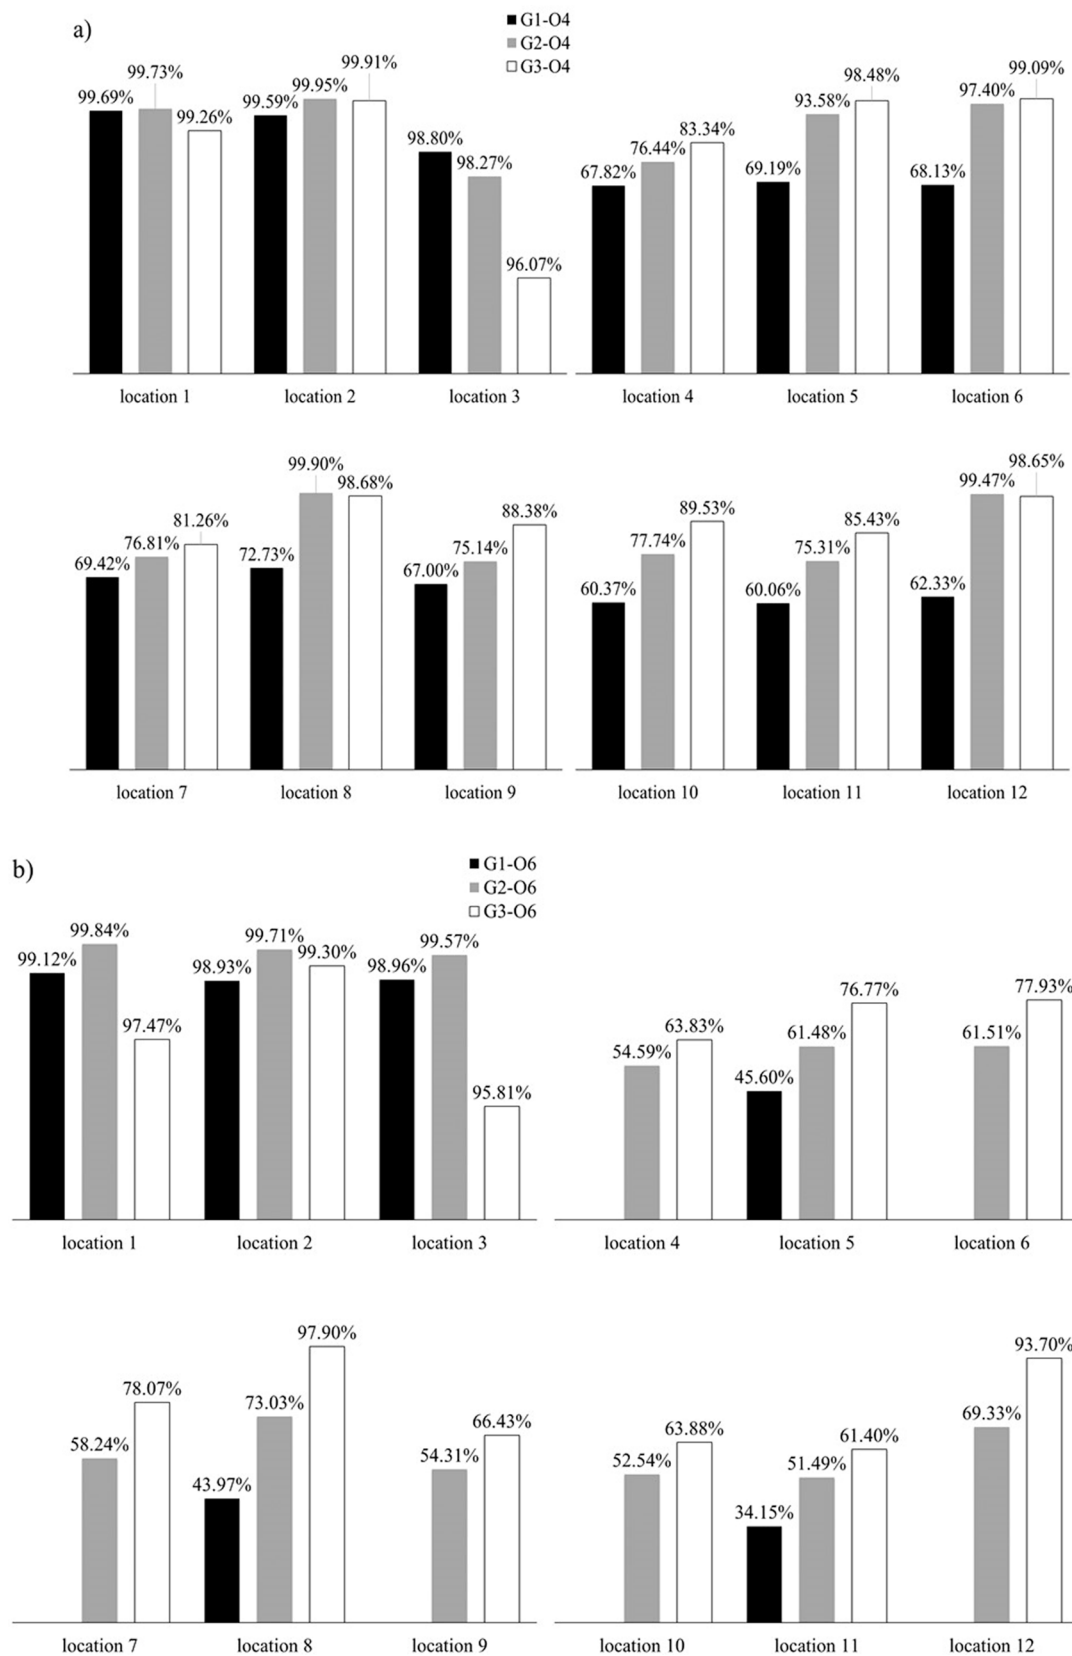 a)
G1-O4
G2-O4
G3-O4
99.69% 99.73% 99.26% 99.59% 99.95% 99.91% 98.80% 98.27% 96.07% 67.82% 76.44% 83.34% 69.19% 93.58% 98.48% 68.13% 97.40% 99.09%
location 1 location 2 location 3 location 4 location 5 location 6
69.42% 76.81% 81.26% 72.73% 99.90% 98.68% 67.00% 75.14% 88.38% 60.37% 77.74% 89.53% 60.06% 75.31% 85.43% 62.33% 99.47% 98.65%
location 7 location 8 location 9 location 10 location 11 location 12
b)
G1-O6
G2-O6
G3-O6
99.12% 99.84% 97.47% 98.93% 99.71% 99.30% 98.96% 99.57% 95.81% 54.59% 63.83% 45.60% 61.48% 76.77% 61.51% 77.93%
location 1 location 2 location 3 location 4 location 5 location 6
58.24% 78.07% 43.97% 73.03% 97.90% 54.31% 66.43% 52.54% 63.88% 34.15% 51.49% 61.40% 69.33% 93.70%
location 7 location 8 location 9 location 10 location 11 location 12